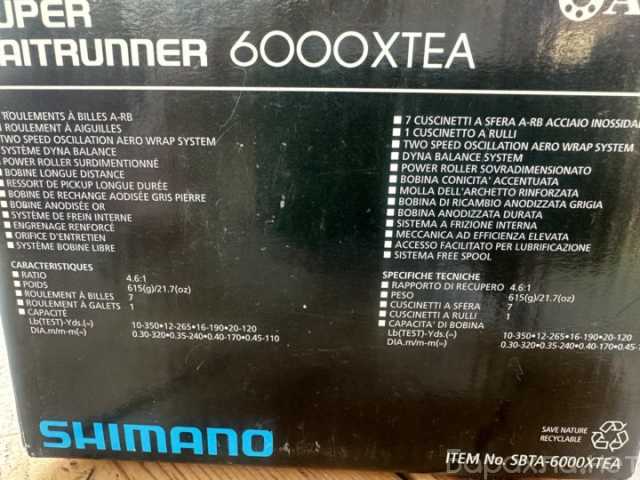 UPER
AITRUNNER 6000XTEA
ROULEMENTS À BILLES A-RB
ROULEMENT À AIGUILLES
TWO SPEED OSCILLATION AERO WRAP SYSTEM
SYSTÈME DYNA BALANCE
POWER ROLLER SURDIMENTIONNÉ
BOBINE LONGUE DISTANCE
RESSORT DE PICKUP LONGUE DURÉE
BOBINE DE RECHANGE AODISÉE GRIS PIERRE
BOBINE ANODISÉE OR
SYSTÈME DE FREIN INTERNE
ENGRENAGE RENFORCÉ
ORIFICE D'ENTRETIEN
SYSTÈME BOBINE LIBRE
CARACTERISTIQUES
RATIO 4.6:1
POIDS 615(g)/21.7(oz)
ROULEMENT À BILLES 7
ROULEMENT À GALETS 1
CAPACITÉ
Lb(TEST)-Yds.(≈) 10-350•12-265•16-190•20-120
DIA.m/m-m(≈) 0.30-320•0.35-240•0.40-170•0.45-110
7 CUSCINETTI A SFERA A-RB ACCIAIO INOSSIDA
1 CUSCINETTO A RULLI
TWO SPEED OSCILLATION AERO WRAP SYSTEM
DYNA BALANCE SYSTEM
POWER ROLLER SOVRADIMENSIONATO
BOBINA CONICITA' ACCENTUATA
MOLLA DELL'ARCHETTO RINFORZATA
BOBINA DI RICAMBIO ANODIZZATA GRIGIA
BOBINA ANODIZZATA DURATA
SISTEMA A FRIZIONE INTERNA
MECCANICA AD EFFICIENZA ELEVATA
ACCESSO FACILITATO PER LUBRIFICAZIONE
SISTEMA FREE SPOOL
SPECIFICHE TECNICHE
RAPPORTO DI RECUPERO 4.6:1
PESO 615(g)/21.7(oz)
CUSCINETTI A SFERA 7
CUSCINETTI A RULLI 1
CAPACITA' DI BOBINA
Lb(TEST)-Yds.(≈) 10-350•12-265•16-190•20-120
DIA.m/m-m(≈) 0.30-320•0.35-240•0.40-170•0.45
SHIMANO
SAVE NATURE
RECYCLABLE
ITEM No. SBTA-6000XTEA